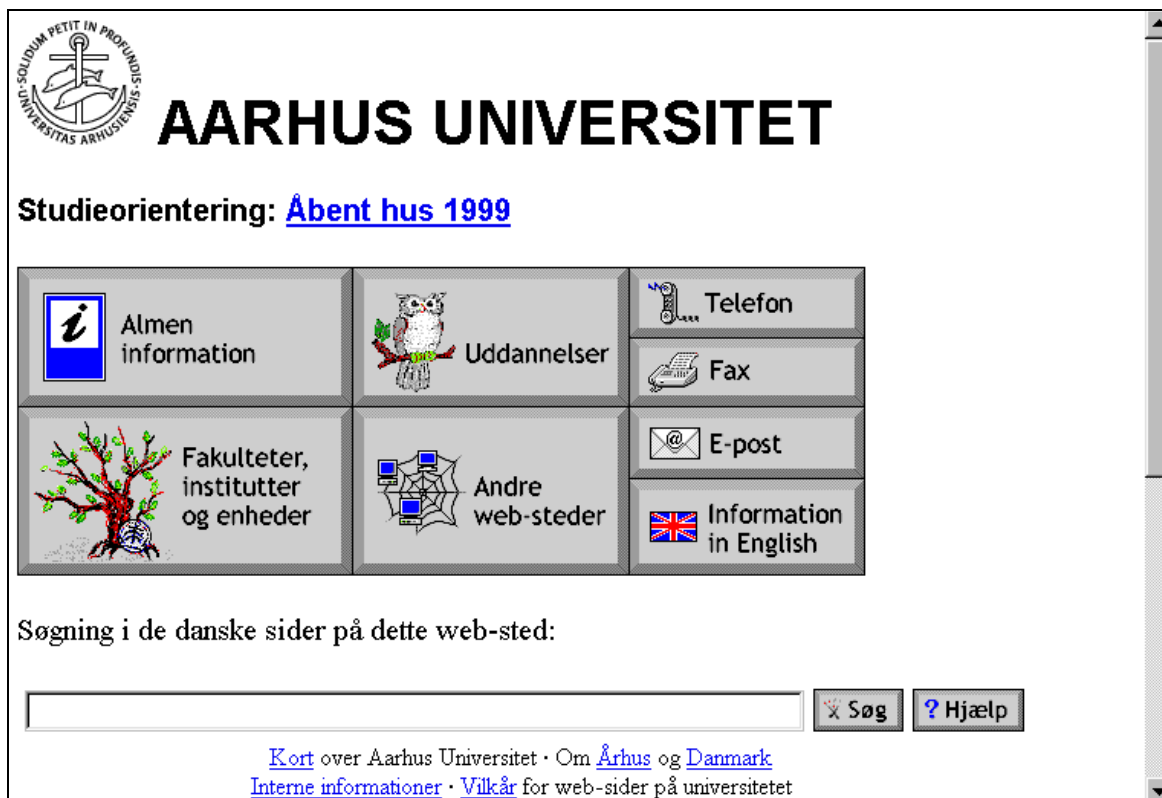 SOLIDUM PETIT IN PROFUNDIS
UNIVERSITAS ARHUSIENSIS
AARHUS UNIVERSITET
Studieorientering: Åbent hus 1999
i
Almen
information
Uddannelser
Telefon
Fax
Fakulteter,
institutter
og enheder
Andre
web-steder
@ E-post
Information
in English
Søgning i de danske sider på dette web-sted:
Søg
? Hjælp
Kort over Aarhus Universitet · Om Århus og Danmark
Interne informationer · Vilkår for web-sider på universitetet